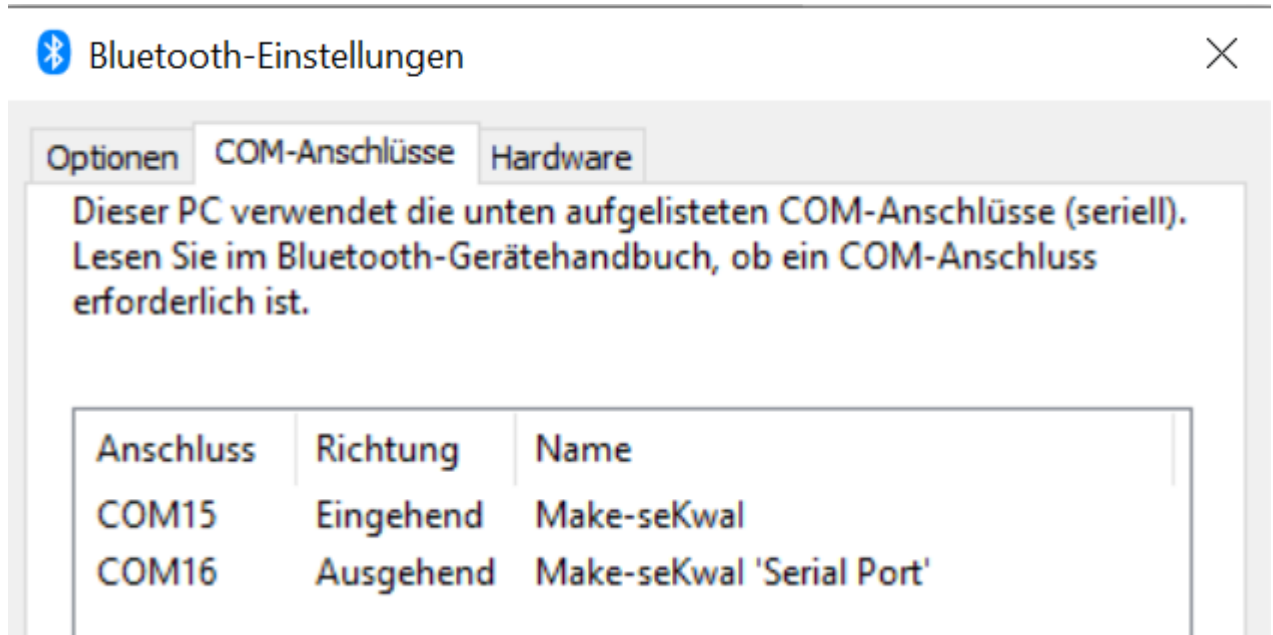 Bluetooth-Einstellungen
Optionen COM-Anschlüsse Hardware
Dieser PC verwendet die unten aufgelisteten COM-Anschlüsse (seriell).
Lesen Sie im Bluetooth-Gerätehandbuch, ob ein COM-Anschluss
erforderlich ist.
Anschluss Richtung Name
COM15 Eingehend Make-seKwal
COM16 Ausgehend Make-seKwal 'Serial Port'